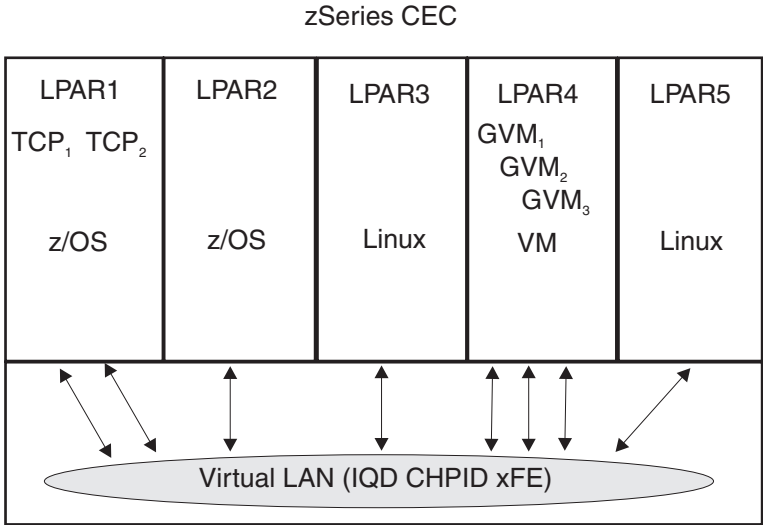 zSeries CEC
LPAR1
TCP₁ TCP₂
z/OS
LPAR2
z/OS
LPAR3
Linux
LPAR4
GVM₁
GVM₂
GVM₃
VM
LPAR5
Linux
Virtual LAN (IQD CHPID xFE)